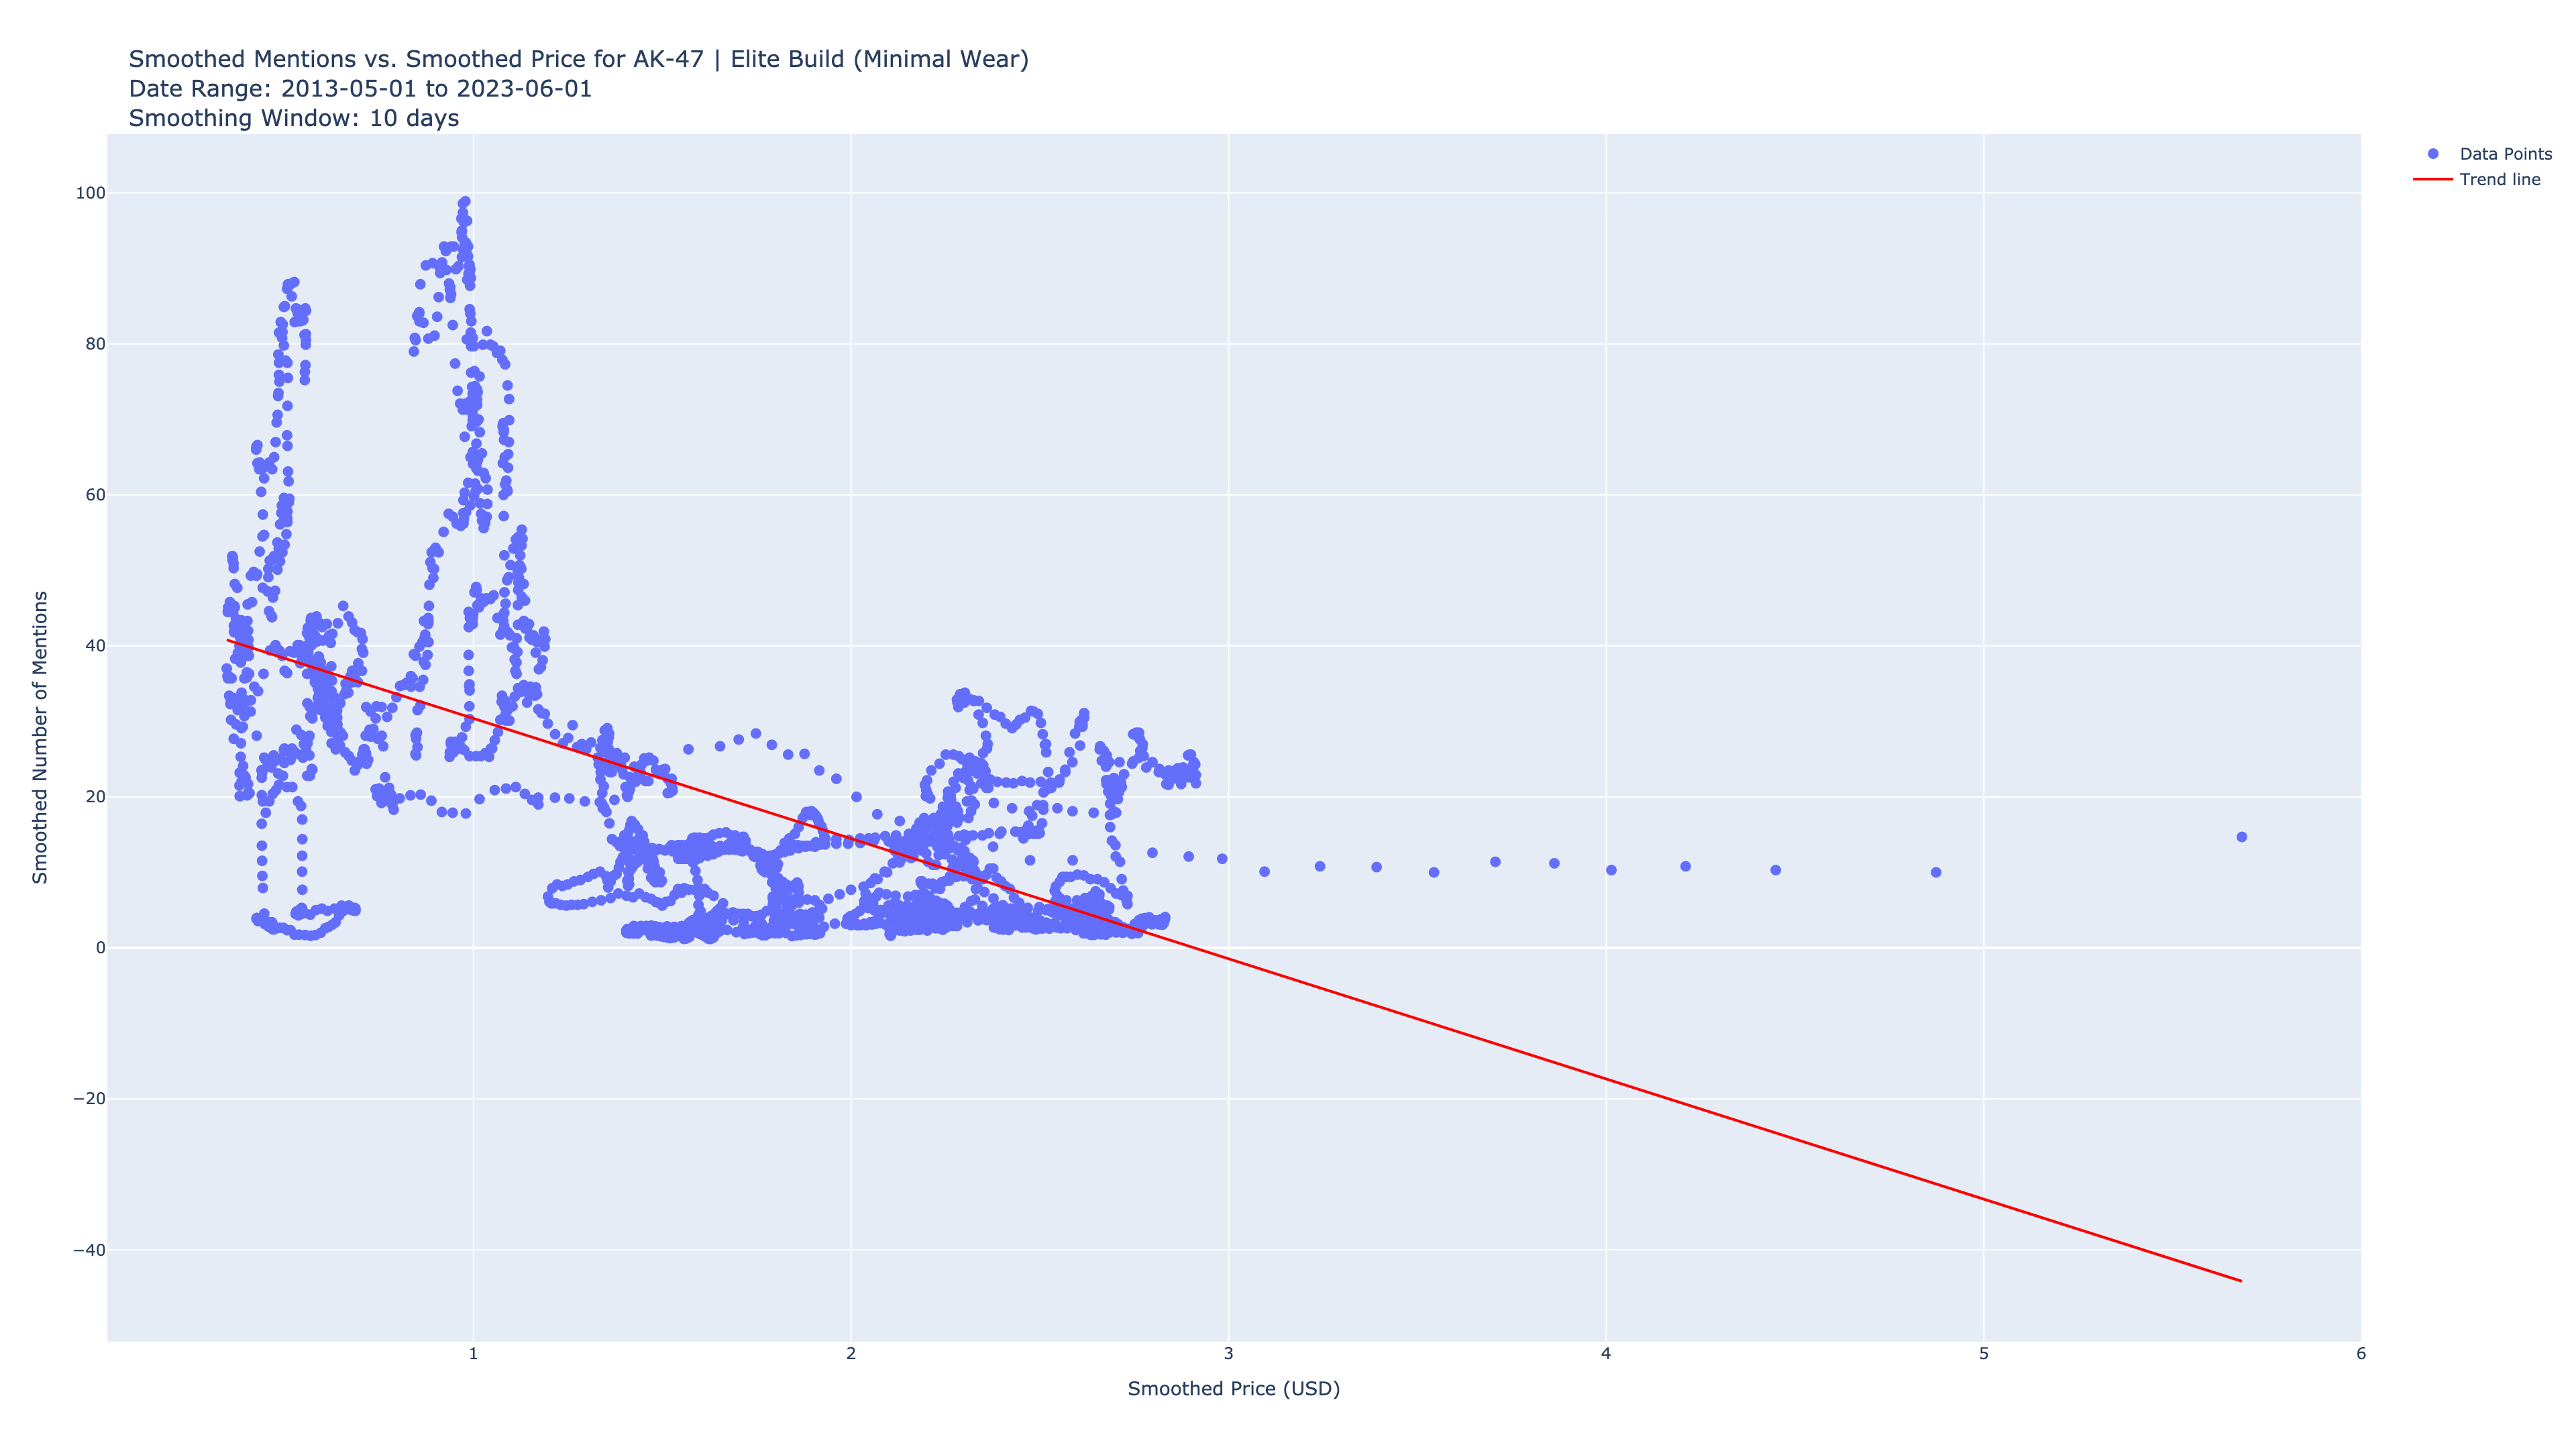 Smoothed Mentions vs. Smoothed Price for AK-47 | Elite Build (Minimal Wear)
Date Range: 2013-05-01 to 2023-06-01
Smoothing Window: 10 days
Data Points
Trend line
Smoothed Number of Mentions
100
80
60
40
20
0
−20
−40
1
2
3
4
5
6
Smoothed Price (USD)